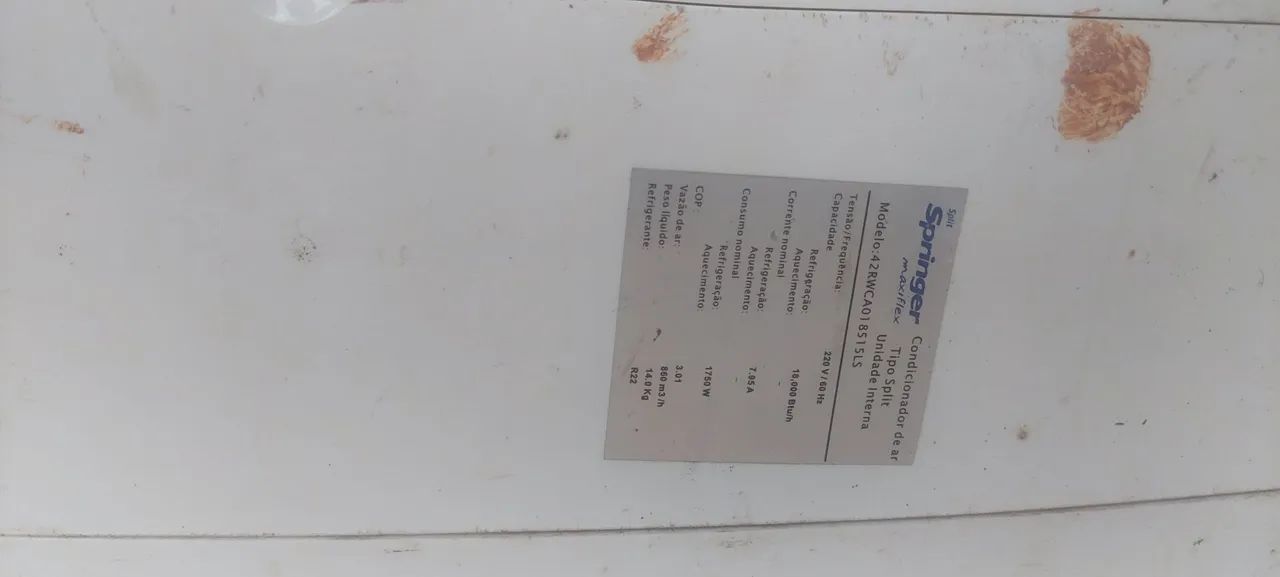 Split
Springer
maxiflex
Condicionador de ar
Tipo Split
Unidade Interna
Modelo:42RWCA018515LS
Tensão/Frequência: 220 V / 60 Hz
Capacidade
Refrigeração: 18,000 Btu/h
Aquecimento: -
Corrente nominal
Refrigeração: 7.95 A
Aquecimento: -
Consumo nominal
Refrigeração: 1750 W
Aquecimento:
COP: 3.01
Vazão de ar: 860 m3/h
Peso líquido: 14.0 Kg
Refrigerante: R22